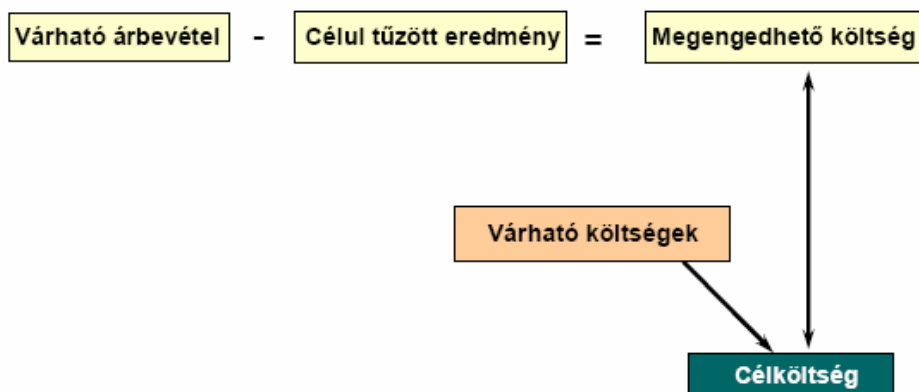 Várható árbevétel - Célul tűzött eredmény = Megengedhető költség
Várható költségek
Célköltség